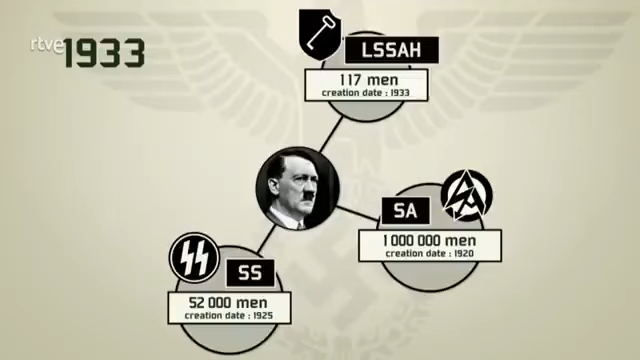 rtve
1933
LSSAH
117 men
creation date : 1933
SA
1 000 000 men
creation date : 1920
SS
52 000 men
creation date : 1925